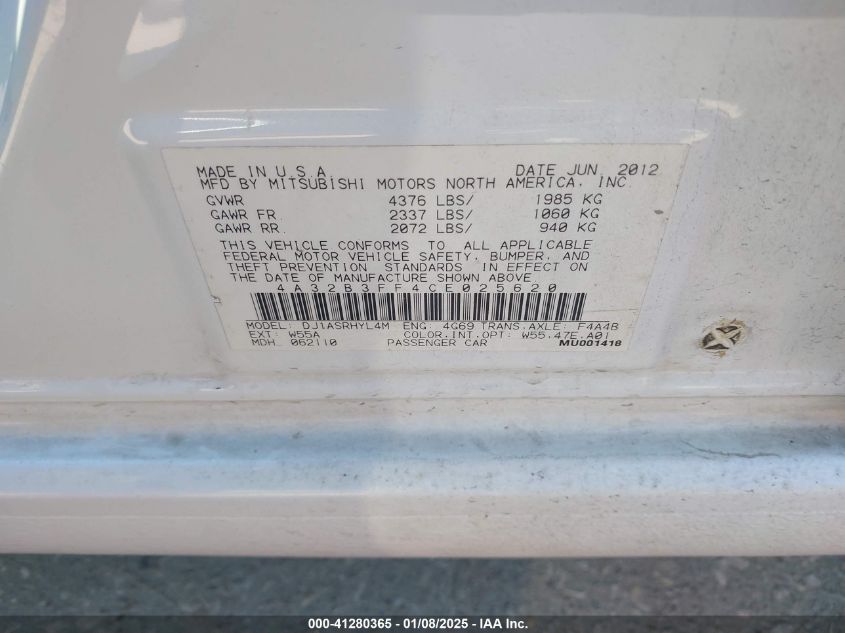 MADE IN U.S.A. DATE JUN. 2012
MFD BY MITSUBISHI MOTORS NORTH AMERICA, INC.
GVWR 4376 LBS/ 1985 KG
GAWR FR. 2337 LBS/ 1060 KG
GAWR RR. 2072 LBS/ 940 KG
THIS VEHICLE CONFORMS TO ALL APPLICABLE
FEDERAL MOTOR VEHICLE SAFETY, BUMPER, AND
THEFT PREVENTION STANDARDS IN EFFECT ON
THE DATE OF MANUFACTURE SHOWN ABOVE.
4A32B3FF4CE025620
MODEL: DJ1ASRHYL4M ENG: 4G69 TRANS.AXLE: F4A4B
EXT: W55A COLOR.INT.OPT: W55.47E.A01
MDH 062110 PASSENGER CAR MU001418
000-41280365 - 01/08/2025 - IAA Inc.